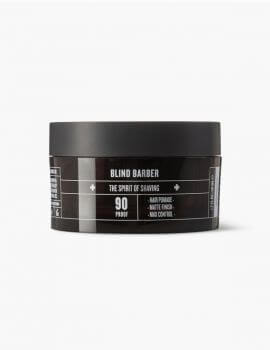 BLIND BARBER
THE SPIRIT OF SHAVING
90
PROOF
- HAIR POMADE -
- MATTE FINISH -
- MAX CONTROL -